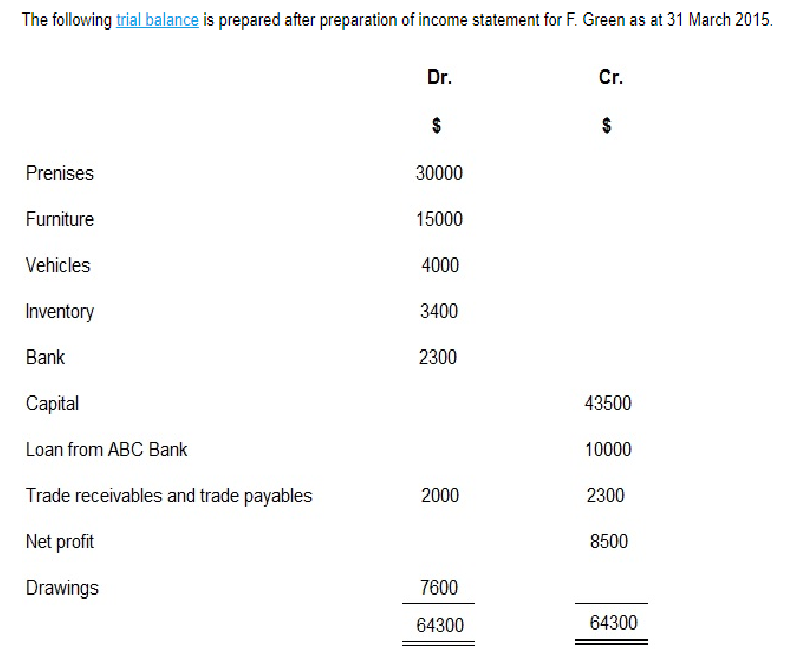 The following trial balance is prepared after preparation of income statement for F. Green as at 31 March 2015.
Dr. Cr.
$ $
Prenises 30000
Furniture 15000
Vehicles 4000
Inventory 3400
Bank 2300
Capital 43500
Loan from ABC Bank 10000
Trade receivables and trade payables 2000 2300
Net profit 8500
Drawings 7600
64300 64300